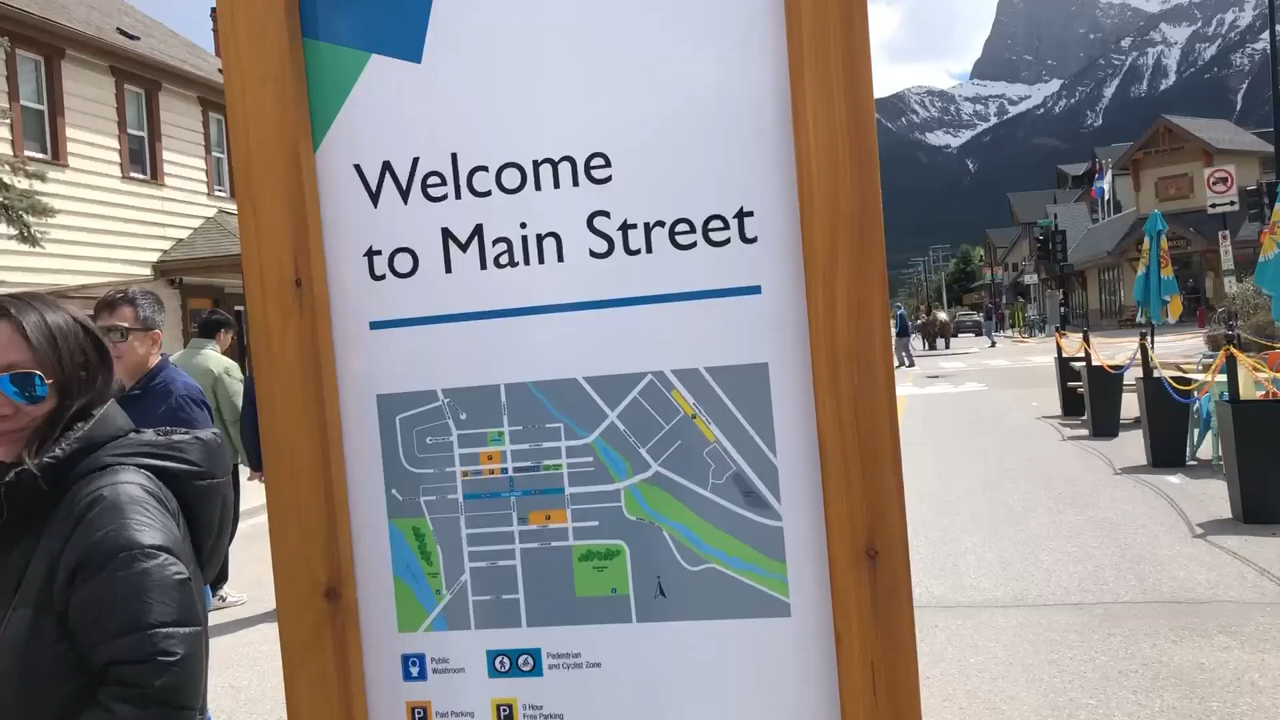 Welcome
to Main Street
Public
Washroom
Pedestrian
and Cyclist Zone
P
Paid Parking
P
9 Hour
Free Parking